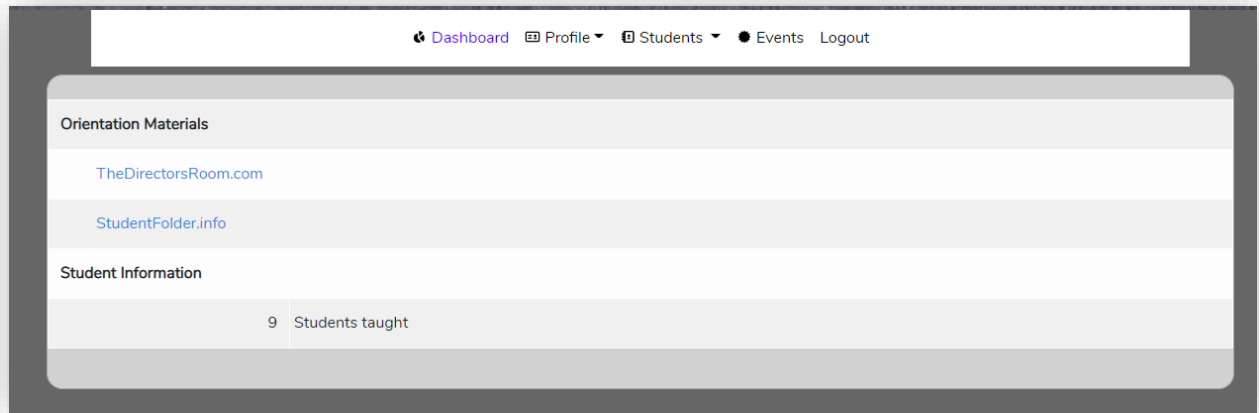 Dashboard Profile Students Events Logout
Orientation Materials
TheDirectorsRoom.com
StudentFolder.info
Student Information
9 Students taught